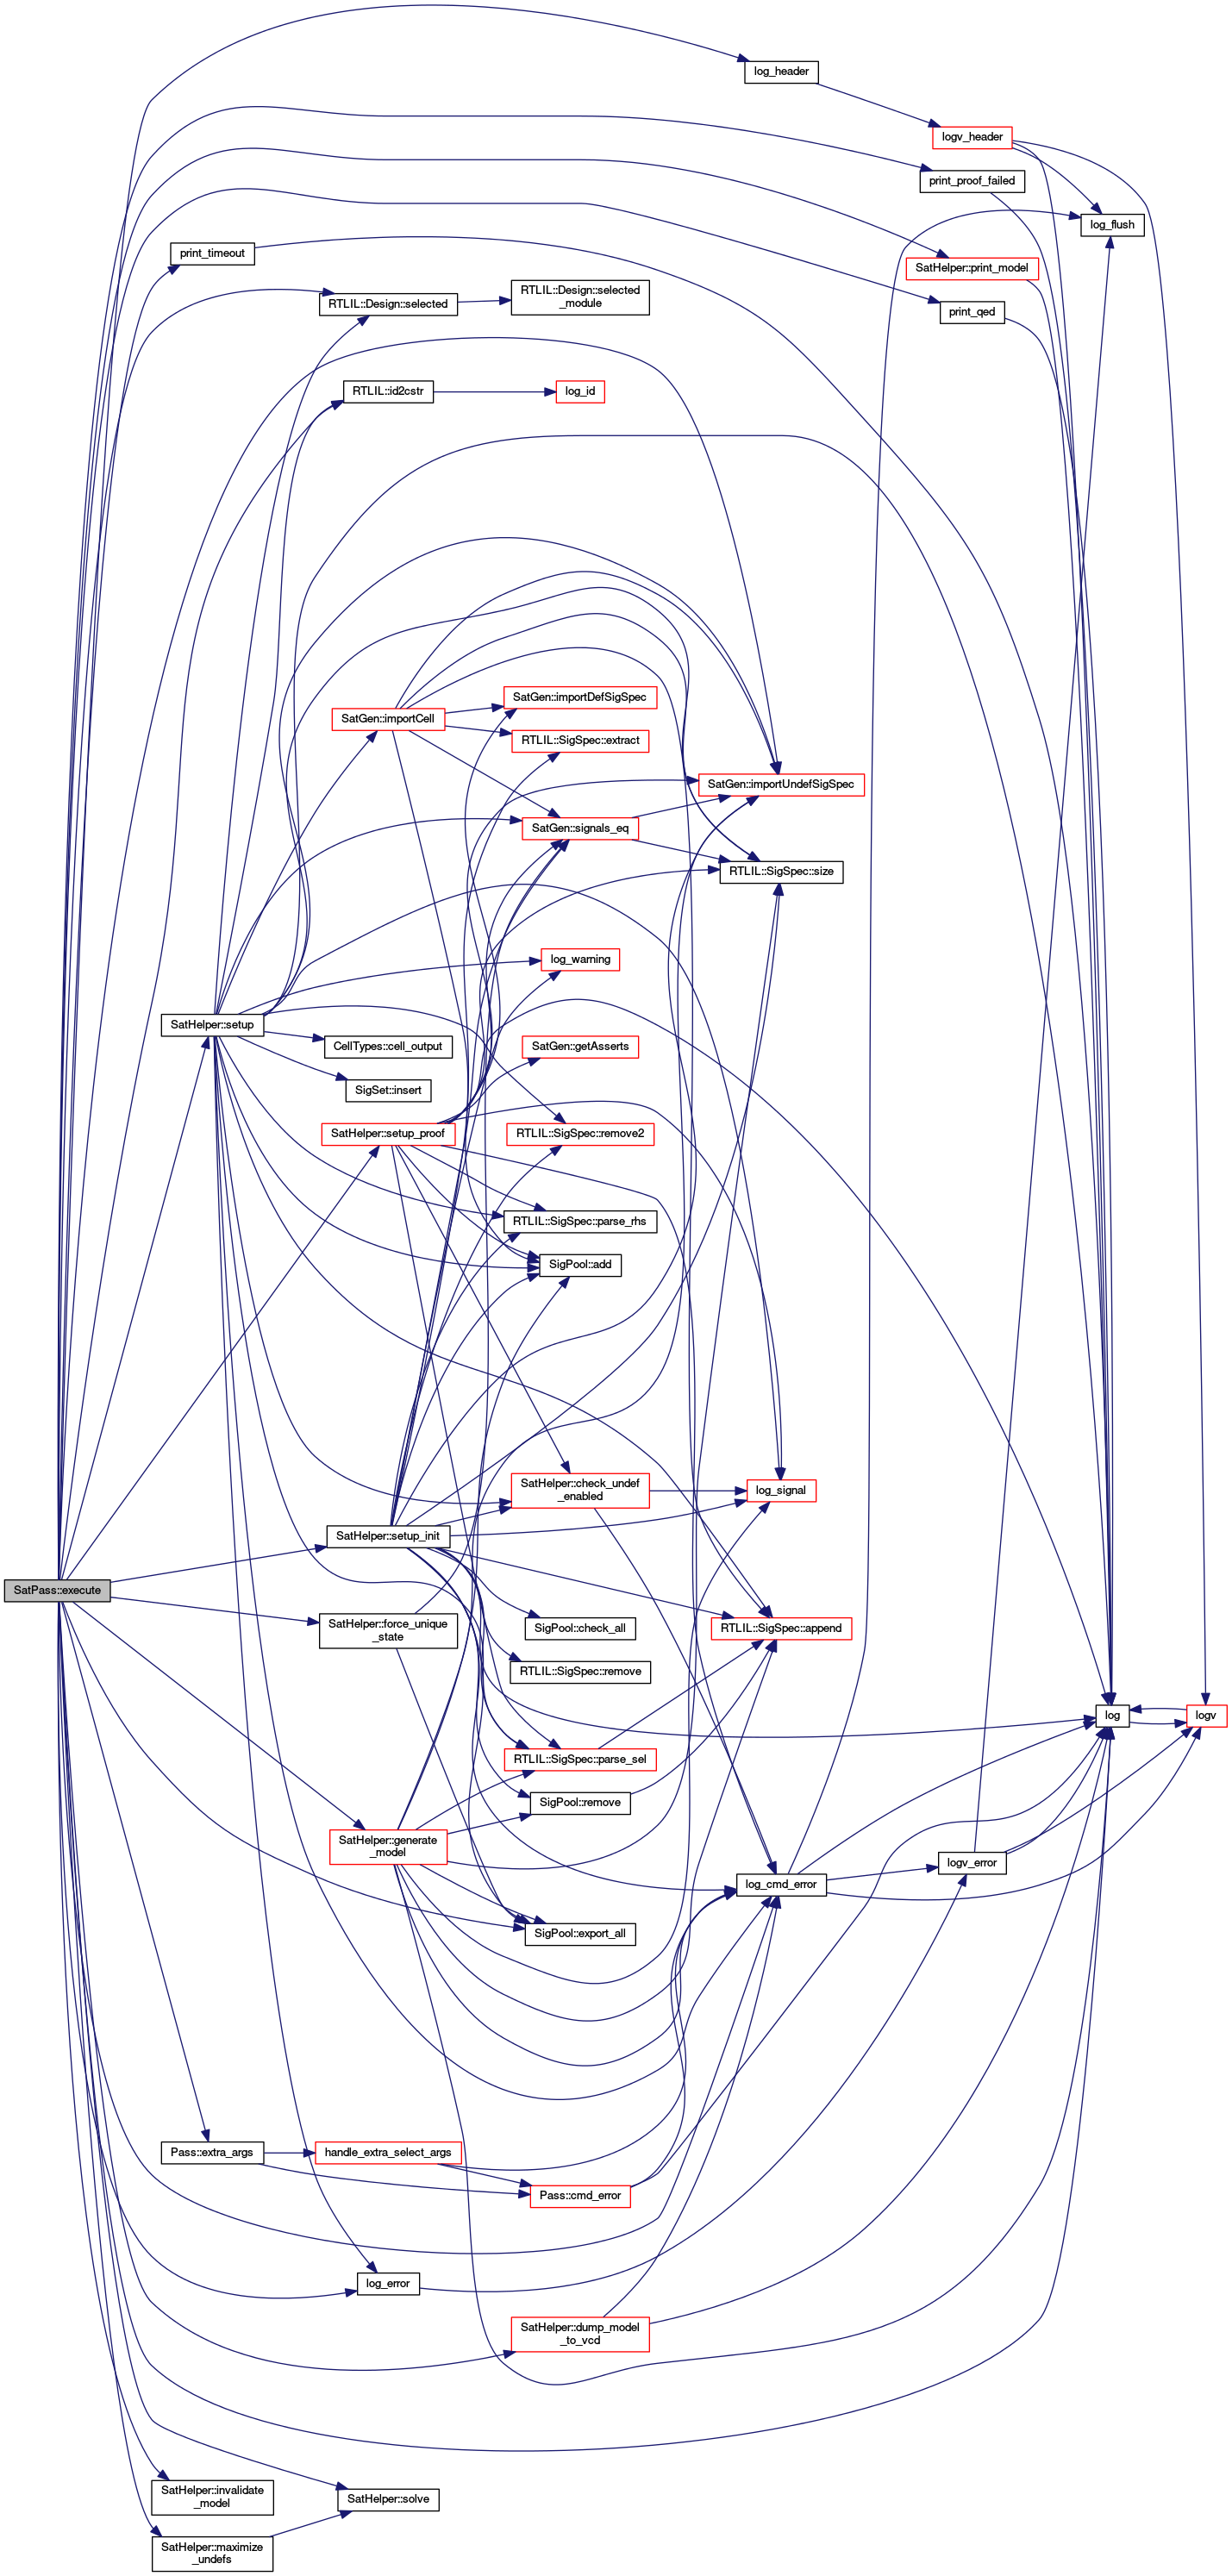 log_header
logv_header
print_proof_failed
log_flush
print_timeout
SatHelper::print_model
RTLIL::Design::selected
RTLIL::Design::selected
_module
print_qed
RTLIL::id2cstr
log_id
SatGen::importDefSigSpec
SatGen::importCell
RTLIL::SigSpec::extract
SatGen::importUndefSigSpec
SatGen::signals_eq
RTLIL::SigSpec::size
log_warning
SatHelper::setup
CellTypes::cell_output
SatGen::getAsserts
SigSet::insert
SatHelper::setup_proof
RTLIL::SigSpec::remove2
RTLIL::SigSpec::parse_rhs
SigPool::add
SatHelper::check_undef
_enabled
log_signal
SatHelper::setup_init
SatPass::execute
SatHelper::force_unique
_state
SigPool::check_all
RTLIL::SigSpec::append
RTLIL::SigSpec::remove
log
logv
RTLIL::SigSpec::parse_sel
SigPool::remove
SatHelper::generate
_model
logv_error
log_cmd_error
SigPool::export_all
Pass::extra_args
handle_extra_select_args
Pass::cmd_error
log_error
SatHelper::dump_model
_to_vcd
SatHelper::invalidate
_model
SatHelper::solve
SatHelper::maximize
_undefs